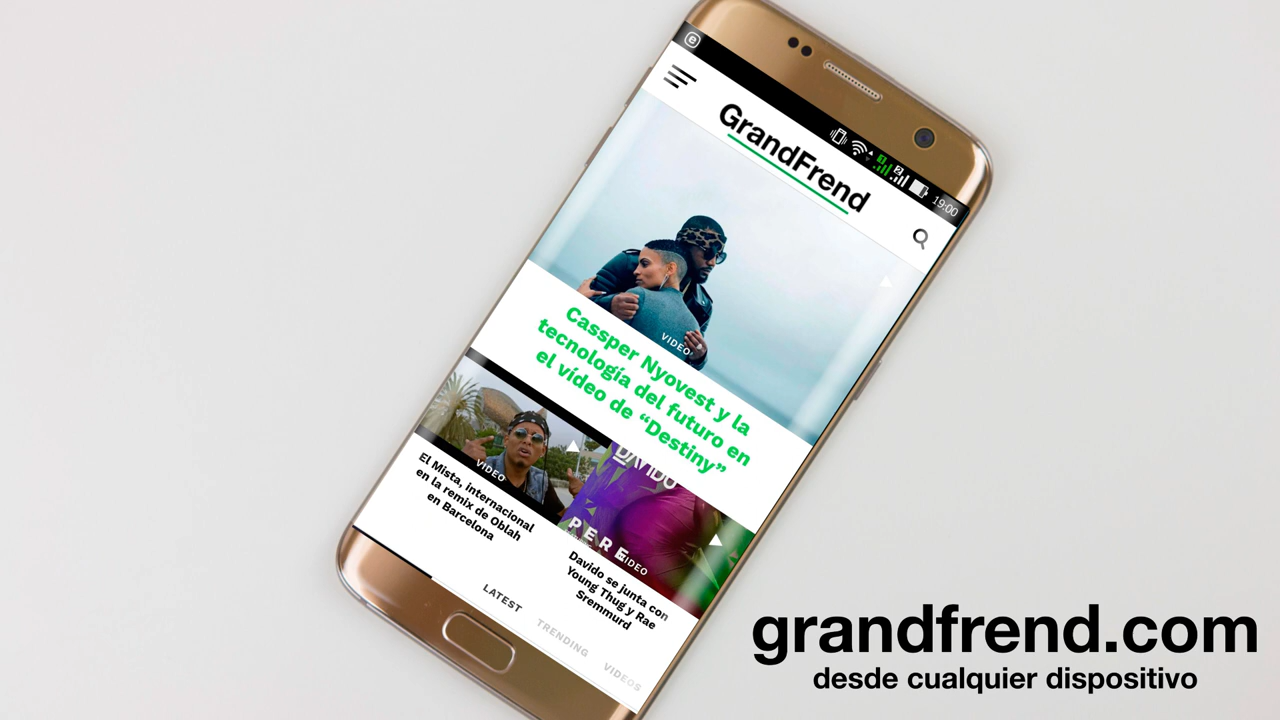 19:00
GrandFrend
VIDEO
Cassper Nyovest y la
tecnología del futuro en
el vídeo de “Destiny”
VIDEO
El Mista, internacional
en la remix de Oblah
en Barcelona
DAVIDO
PERE
VIDEO
Davido se junta con
Young Thug y Rae
Sremmurd
LATEST
TRENDING
VIDEOS
grandfrend.com
desde cualquier dispositivo